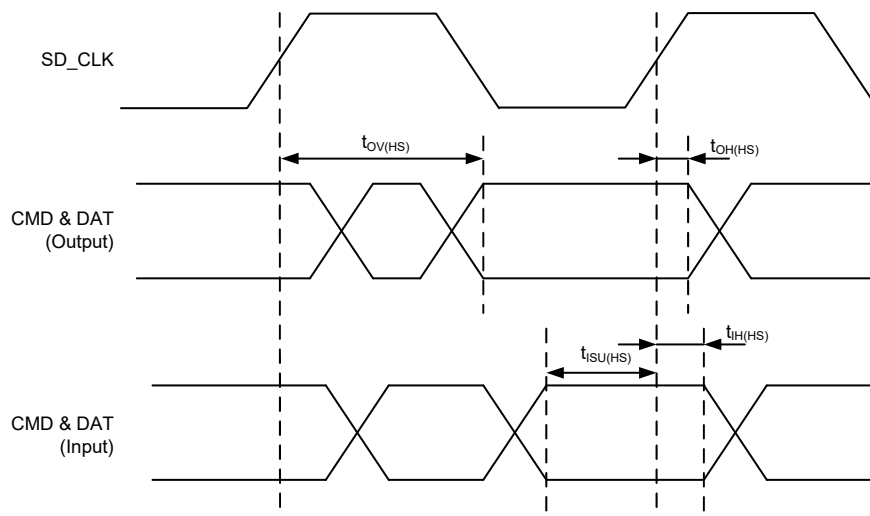 SD_CLK
tOV(HS)
tOH(HS)
CMD & DAT
(Output)
tIH(HS)
tISU(HS)
CMD & DAT
(Input)